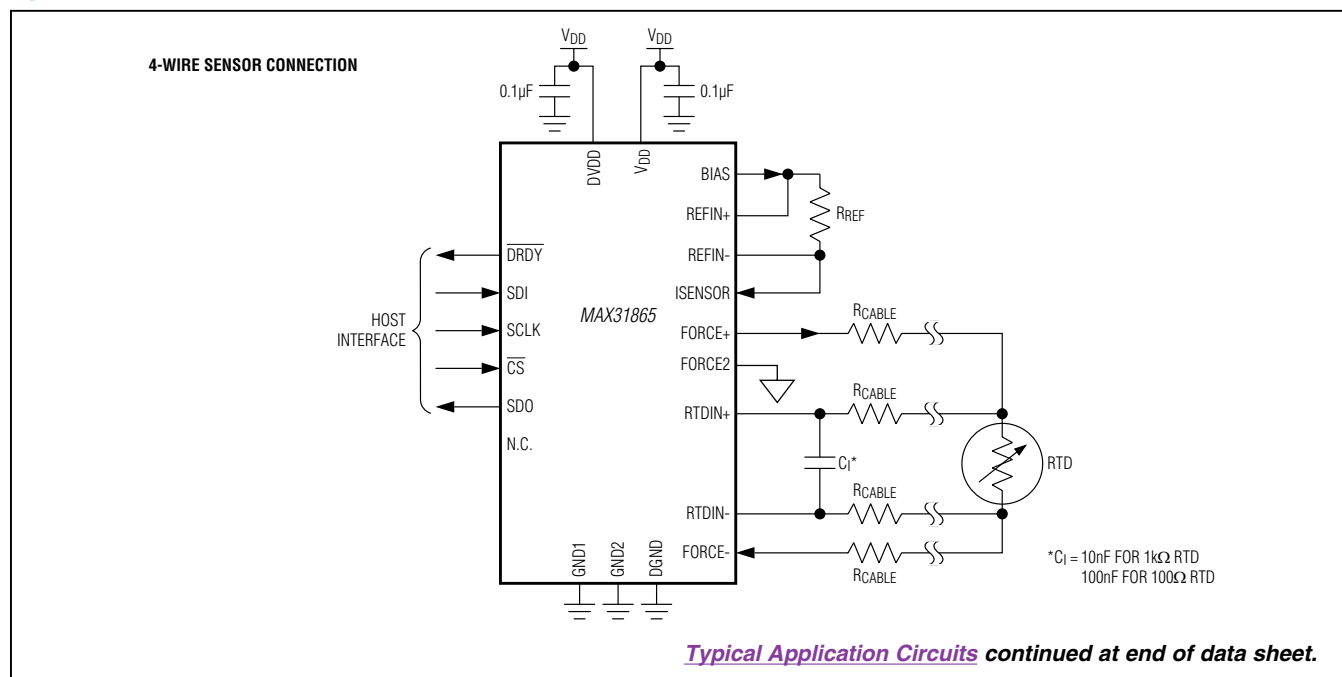 4-WIRE SENSOR CONNECTION
VDD
VDD
0.1µF
0.1µF
DVDD
VDD
BIAS
REFIN+
RREF
REFIN-
ISENSOR
MAX31865
HOST
INTERFACE
DRDY
SDI
SCLK
CS
SDO
N.C.
FORCE+
RCABLE
FORCE2
RTDIN+
RCABLE
CI*
RTD
RTDIN-
RCABLE
FORCE-
RCABLE
GND1
GND2
DGND
*CI = 10nF FOR 1kΩ RTD
100nF FOR 100Ω RTD
Typical Application Circuits continued at end of data sheet.